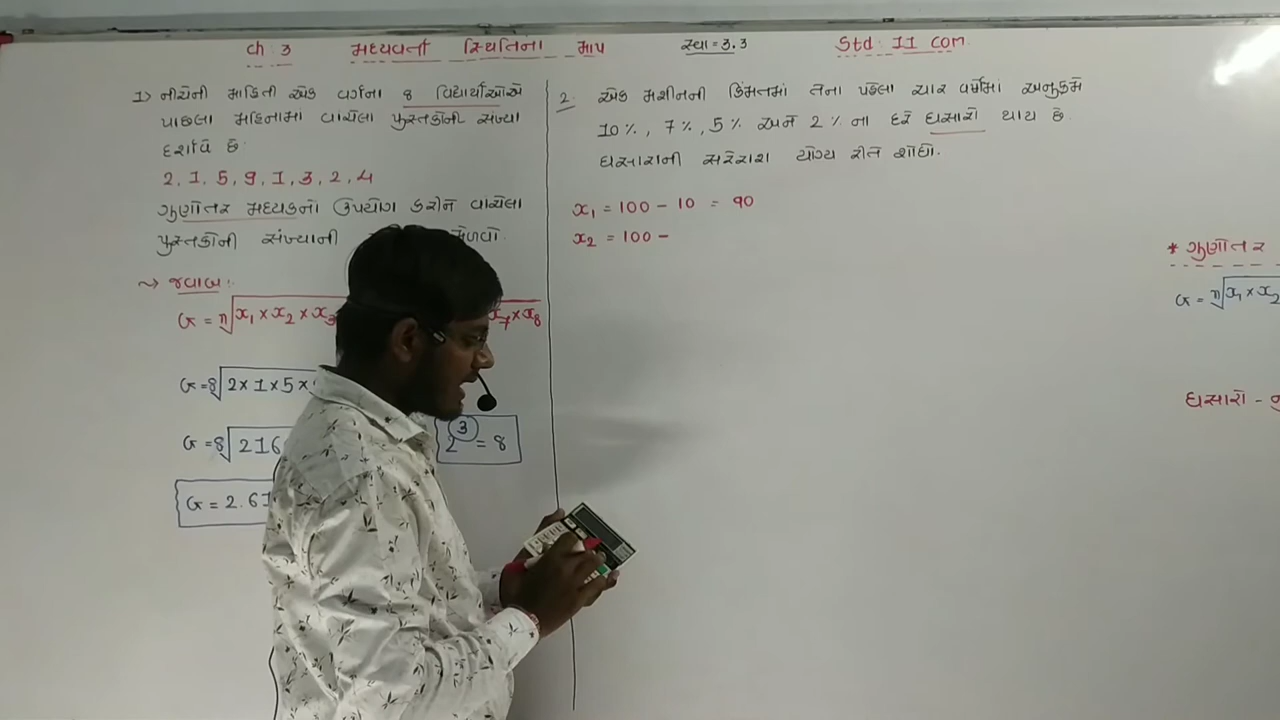 ch 3 મધ્યવર્તી સ્થિતિના માપ સ્વા = 3.3 Std : 11 com.
1) નીચેની માહિતી એક વર્ગના 8 વિદ્યાર્થીઓએ
પાછલા મહિનામાં વાંચેલા પુસ્તકોની સંખ્યા
દર્શાવે છે
2, 1, 5, 9, 1, 3, 2, 4
ગુણોત્તર મધ્યકનો ઉપયોગ કરીને વાંચેલા
પુસ્તકોની સંખ્યાની મેળવો.
→ જવાબ :
G = ⁿ√x₁ × x₂ × x₃ x₇ × x₈
G = ⁸√2 × 1 × 5 ×
G = ⁸√216
2³ = 8
G = 2.61
2. એક મશીનની કિંમતમાં તેના પહેલા ચાર વર્ષોમાં અનુક્રમે
10%, 7%, 5% અને 2% ના દરે ઘસારો થાય છે
ઘસારાની સરેરાશ યોગ્ય રીતે શોધો.
x₁ = 100 - 10 = 90
x₂ = 100 -
* ગુણોત્તર
G = ⁿ√x₁ × x₂
ઘસારો -